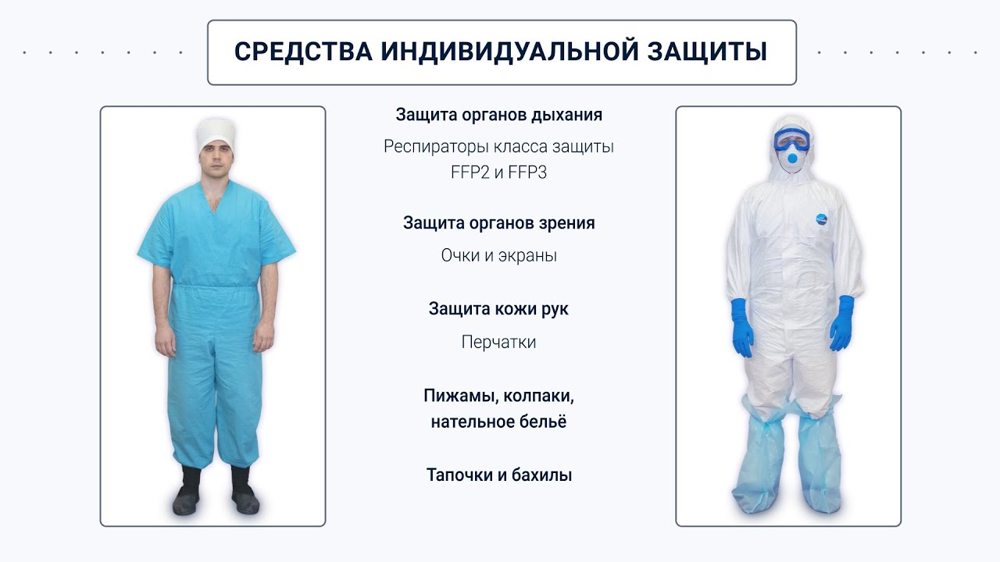 СРЕДСТВА ИНДИВИДУАЛЬНОЙ ЗАЩИТЫ
Защита органов дыхания
Респираторы класса защиты
FFP2 и FFP3
Защита органов зрения
Очки и экраны
Защита кожи рук
Перчатки
Пижамы, колпаки,
нательное бельё
Тапочки и бахилы